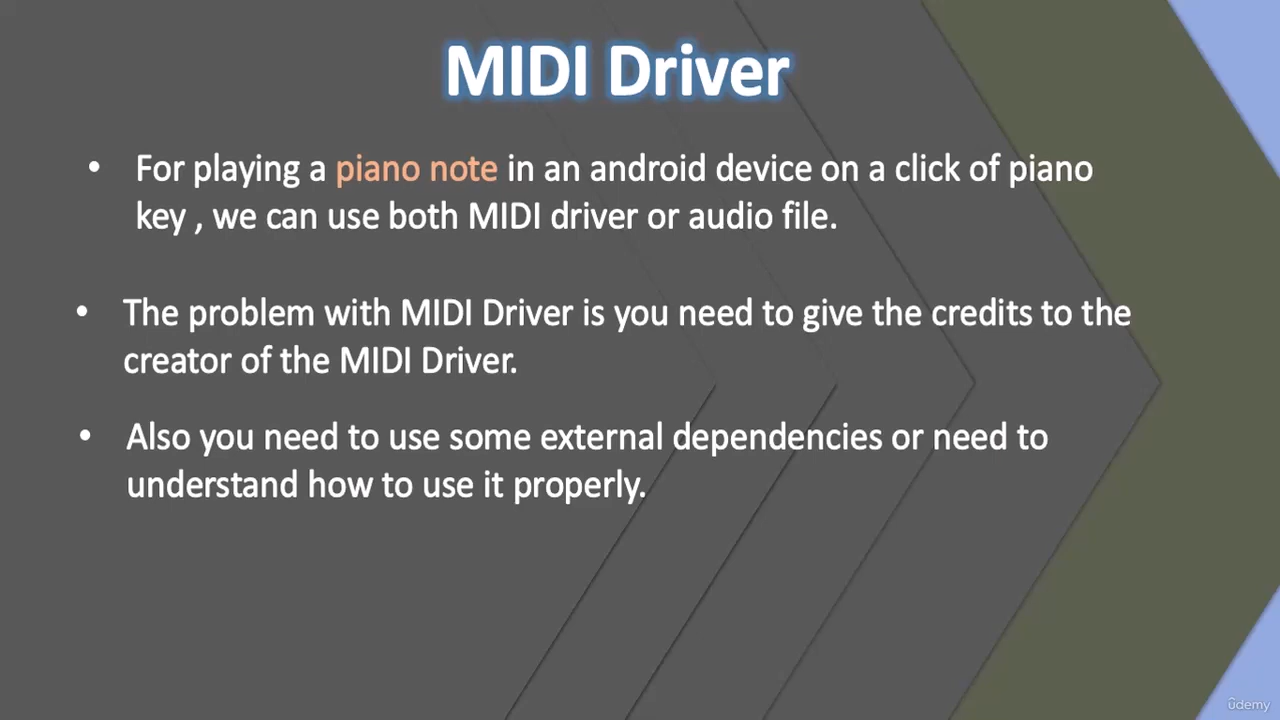 MIDI Driver
• For playing a piano note in an android device on a click of piano
key , we can use both MIDI driver or audio file.
• The problem with MIDI Driver is you need to give the credits to the
creator of the MIDI Driver.
• Also you need to use some external dependencies or need to
understand how to use it properly.
ûdemy